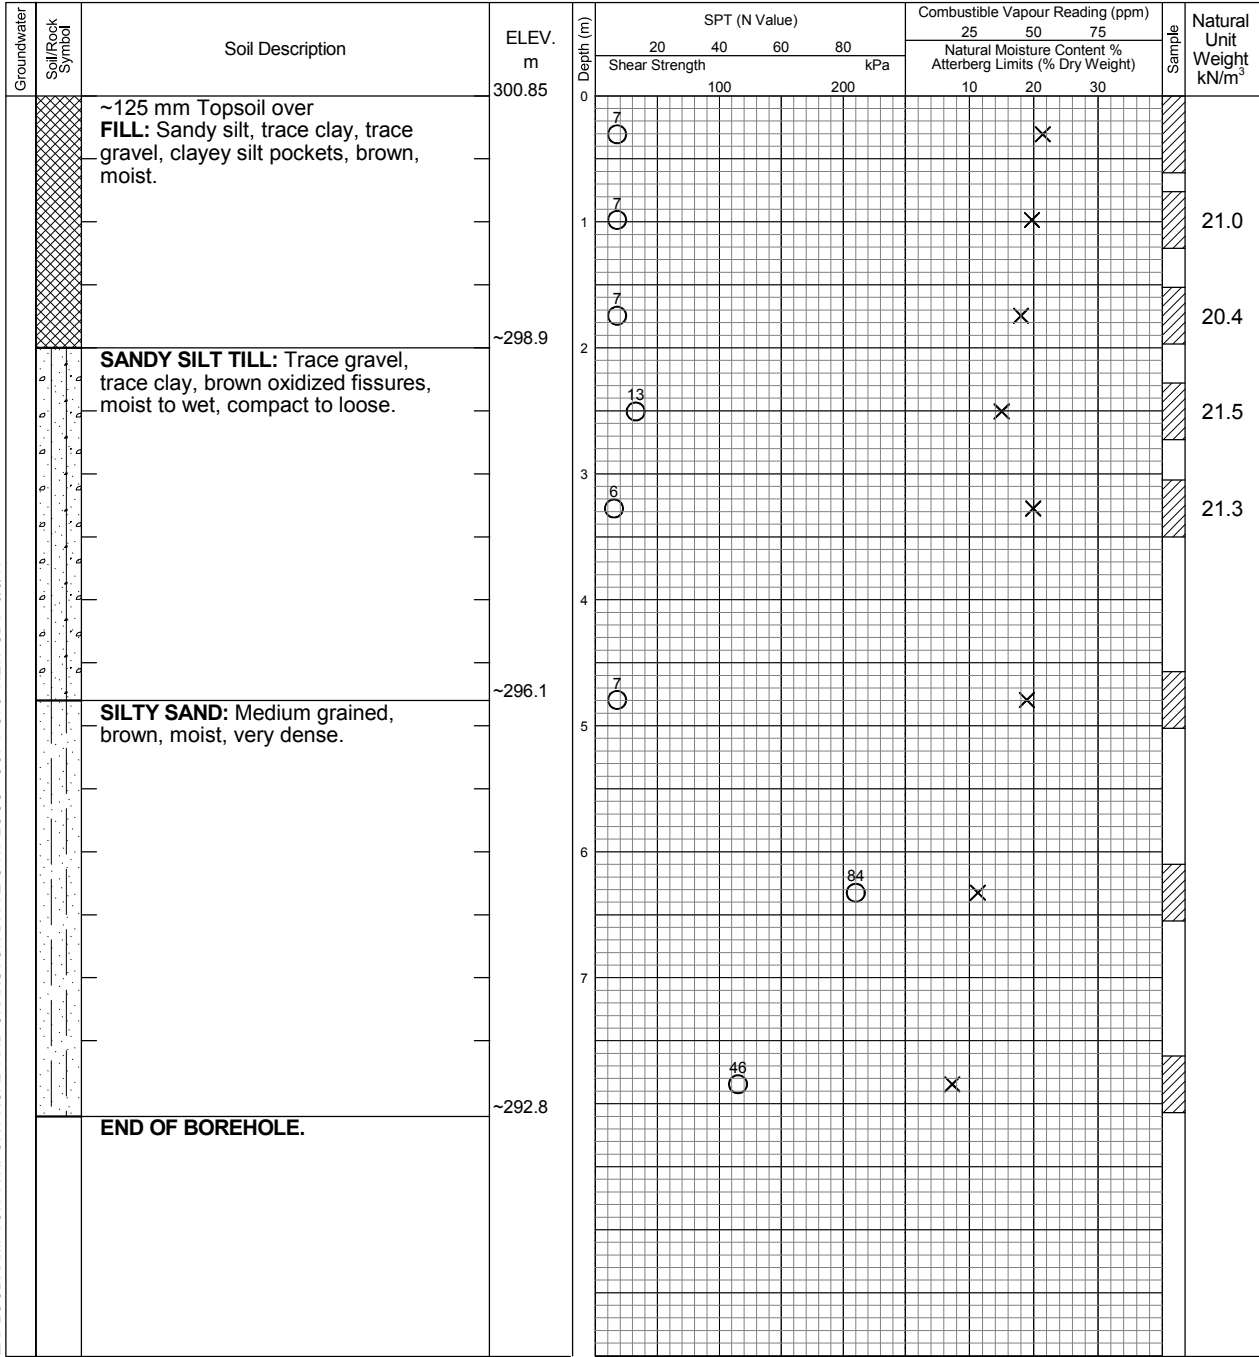 Groundwater
Soil/Rock
Symbol
Soil Description
ELEV.
m
300.85
Depth (m)
SPT (N Value)
20 40 60 80
Shear Strength kPa
100 200
Combustible Vapour Reading (ppm)
25 50 75
Natural Moisture Content %
Atterberg Limits (% Dry Weight)
10 20 30
Sample
Natural
Unit
Weight
kN/m³
0
~125 mm Topsoil over
FILL: Sandy silt, trace clay, trace
gravel, clayey silt pockets, brown,
moist.
7
7
1
21.0
7
20.4
~298.9
2
SANDY SILT TILL: Trace gravel,
trace clay, brown oxidized fissures,
moist to wet, compact to loose.
13
21.5
3
6
21.3
4
~296.1
7
SILTY SAND: Medium grained,
brown, moist, very dense.
5
6
84
7
46
~292.8
END OF BOREHOLE.